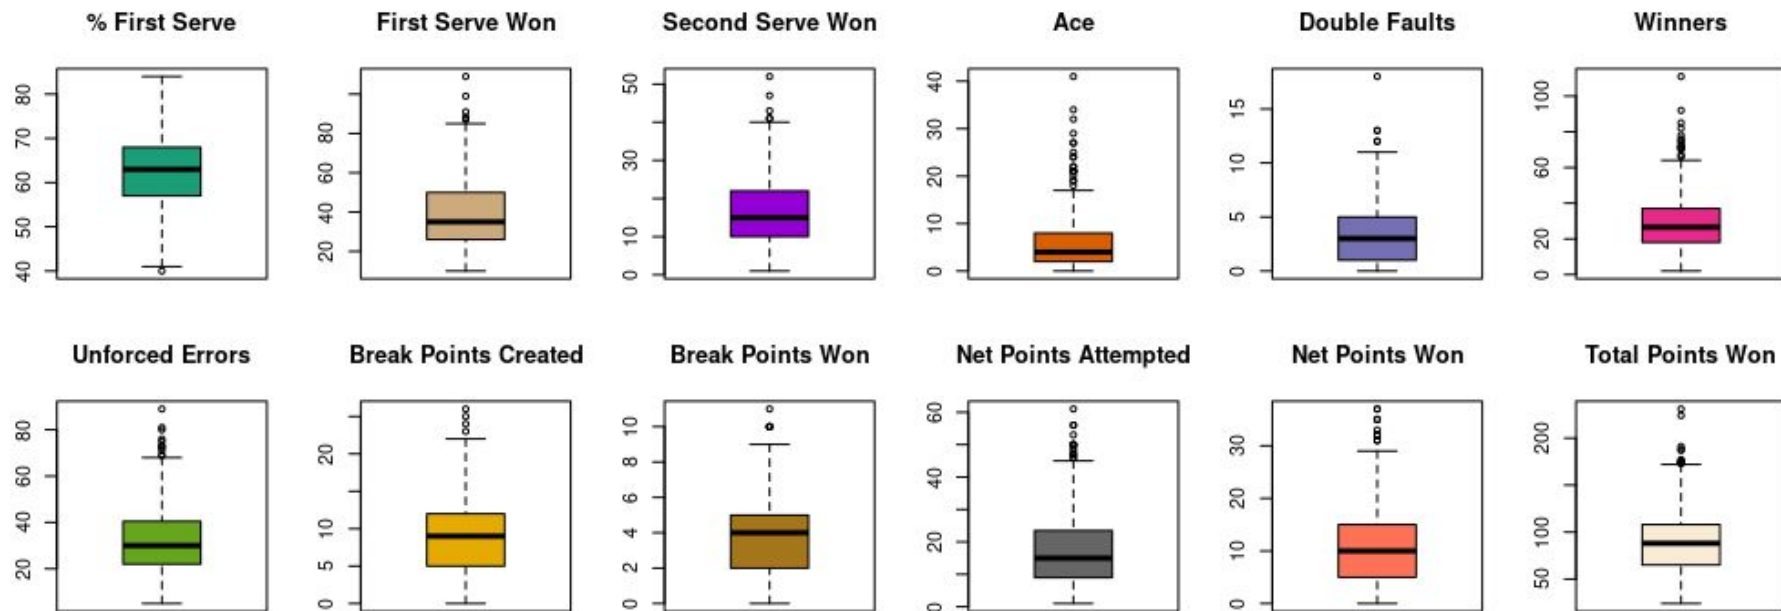 % First Serve
First Serve Won
Second Serve Won
Ace
Double Faults
Winners
40 50 60 70 80
20 40 60 80
0 10 30 50
0 10 20 30 40
0 5 10 15
0 20 60 100
Unforced Errors
Break Points Created
Break Points Won
Net Points Attempted
Net Points Won
Total Points Won
20 40 60 80
0 5 10 20
0 2 4 6 8 10
0 20 40 60
0 10 20 30
50 100 200